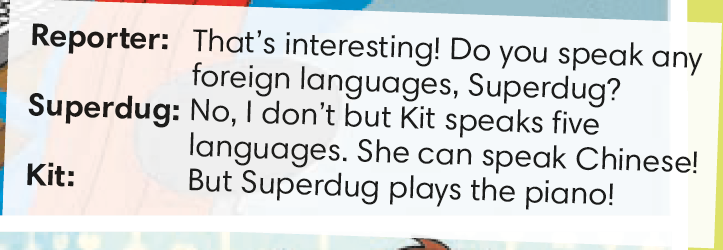 Reporter: That's interesting! Do you speak any
foreign languages, Superdug?
Superdug: No, I don't but Kit speaks five
languages. She can speak Chinese!
Kit: But Superdug plays the piano!